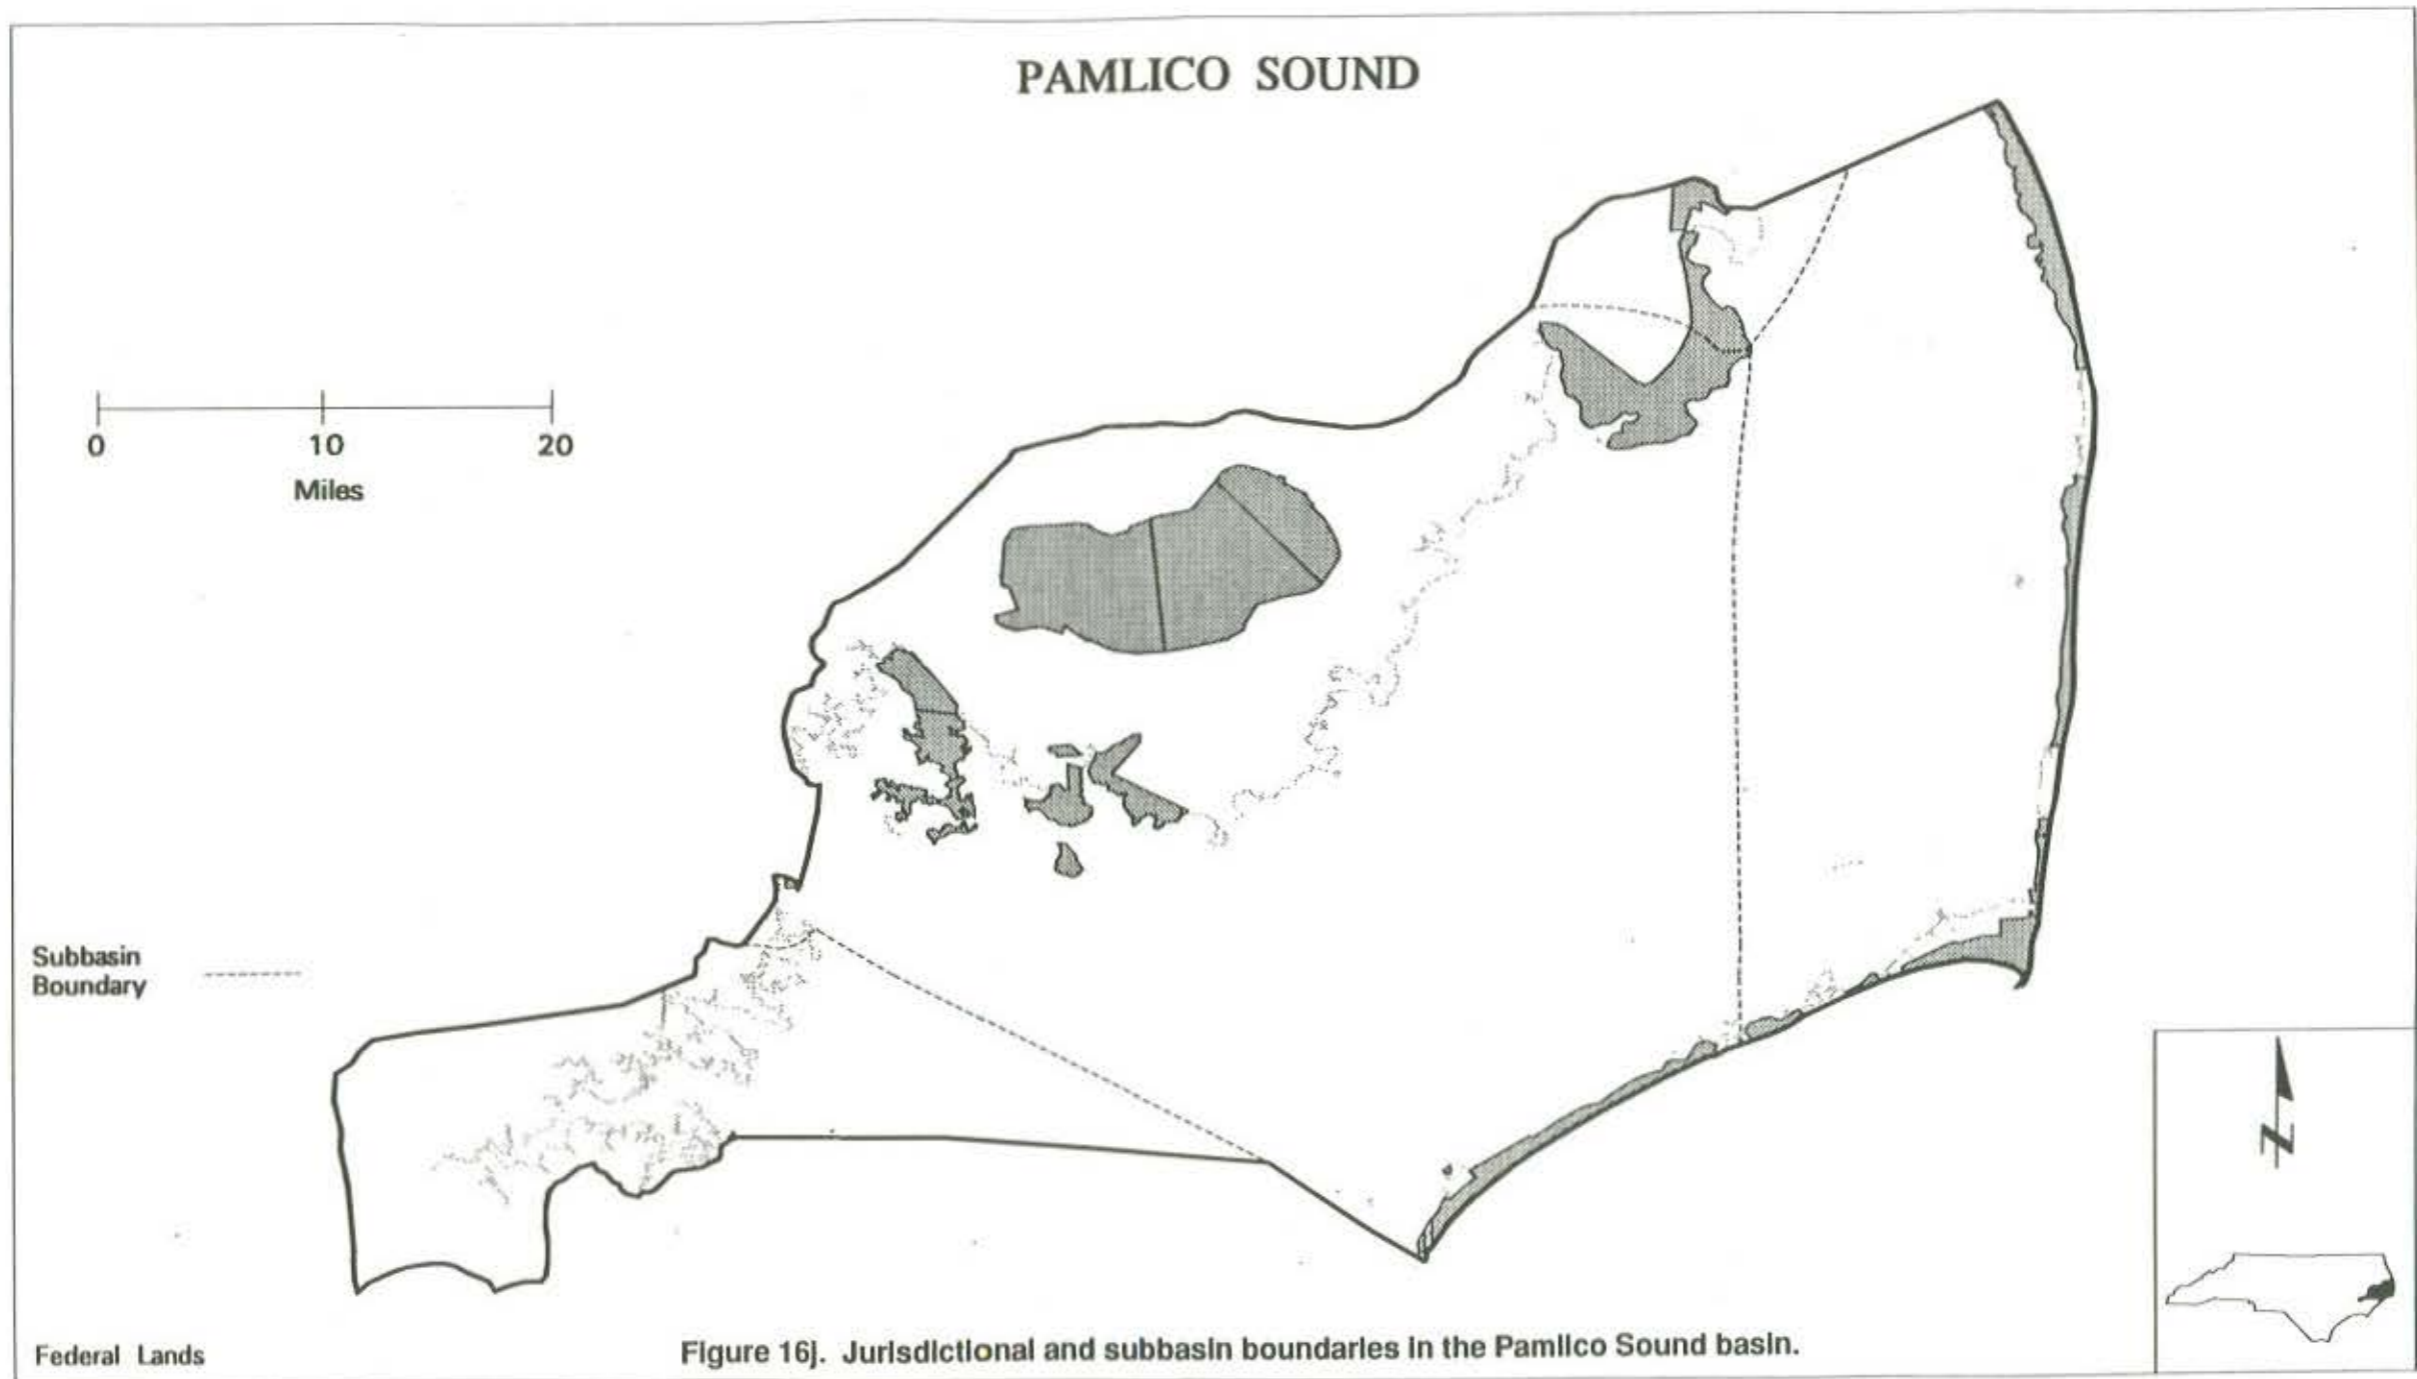 PAMLICO SOUND
0 10 20
Miles
Subbasin
Boundary
N
Federal Lands
Figure 16j. Jurisdictional and subbasin boundaries in the Pamlico Sound basin.